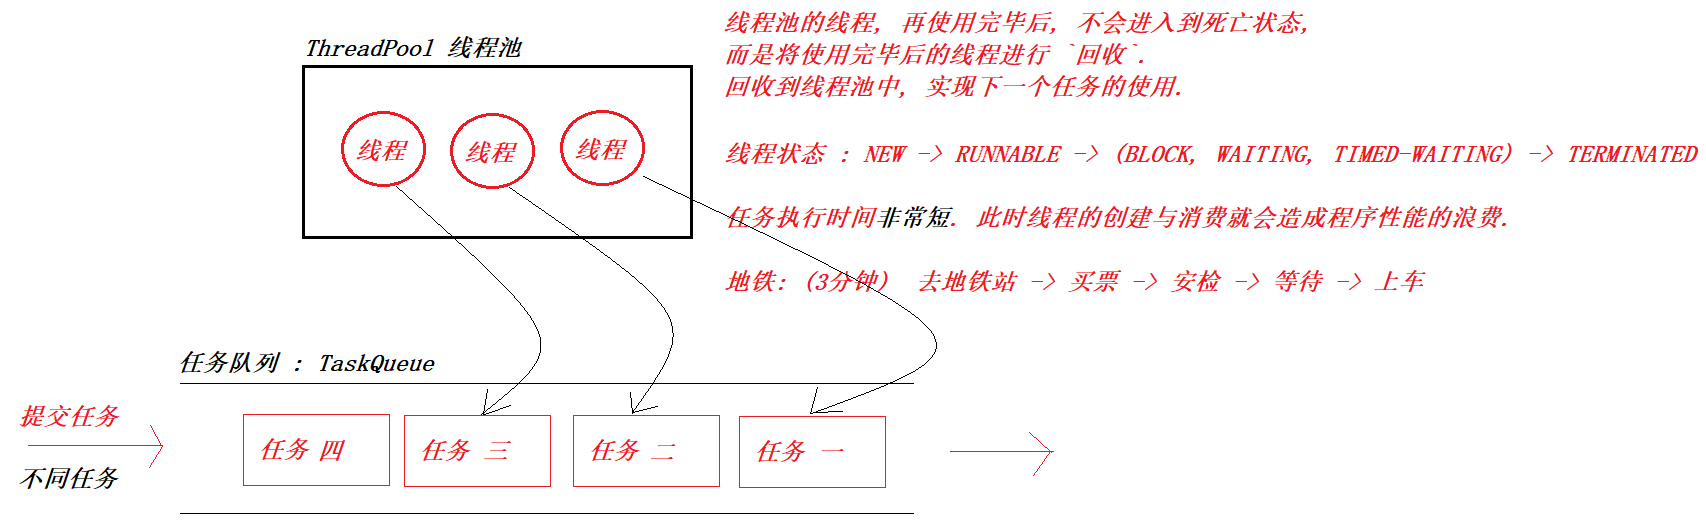 线程池的线程, 再使用完毕后, 不会进入到死亡状态,
而是将使用完毕后的线程进行 `回收`.
回收到线程池中, 实现下一个任务的使用.
ThreadPool 线程池
线程
线程
线程
线程状态 : NEW -> RUNNABLE -> (BLOCK, WAITING, TIMED-WAITING) -> TERMINATED
任务执行时间非常短. 此时线程的创建与消费就会造成程序性能的浪费.
地铁: (3分钟) 去地铁站 -> 买票 -> 安检 -> 等待 -> 上车
任务队列 : TaskQueue
提交任务
不同任务
任务 四
任务 三
任务 二
任务 一